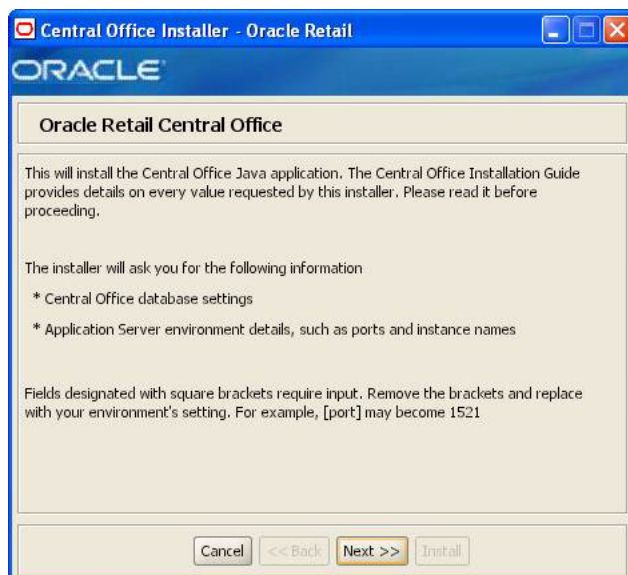 Central Office Installer - Oracle Retail
ORACLE
Oracle Retail Central Office
This will install the Central Office Java application. The Central Office Installation Guide
provides details on every value requested by this installer. Please read it before
proceeding.
The installer will ask you for the following information
* Central Office database settings
* Application Server environment details, such as ports and instance names
Fields designated with square brackets require input. Remove the brackets and replace
with your environment's setting. For example, [port] may become 1521
Cancel << Back Next >> Install